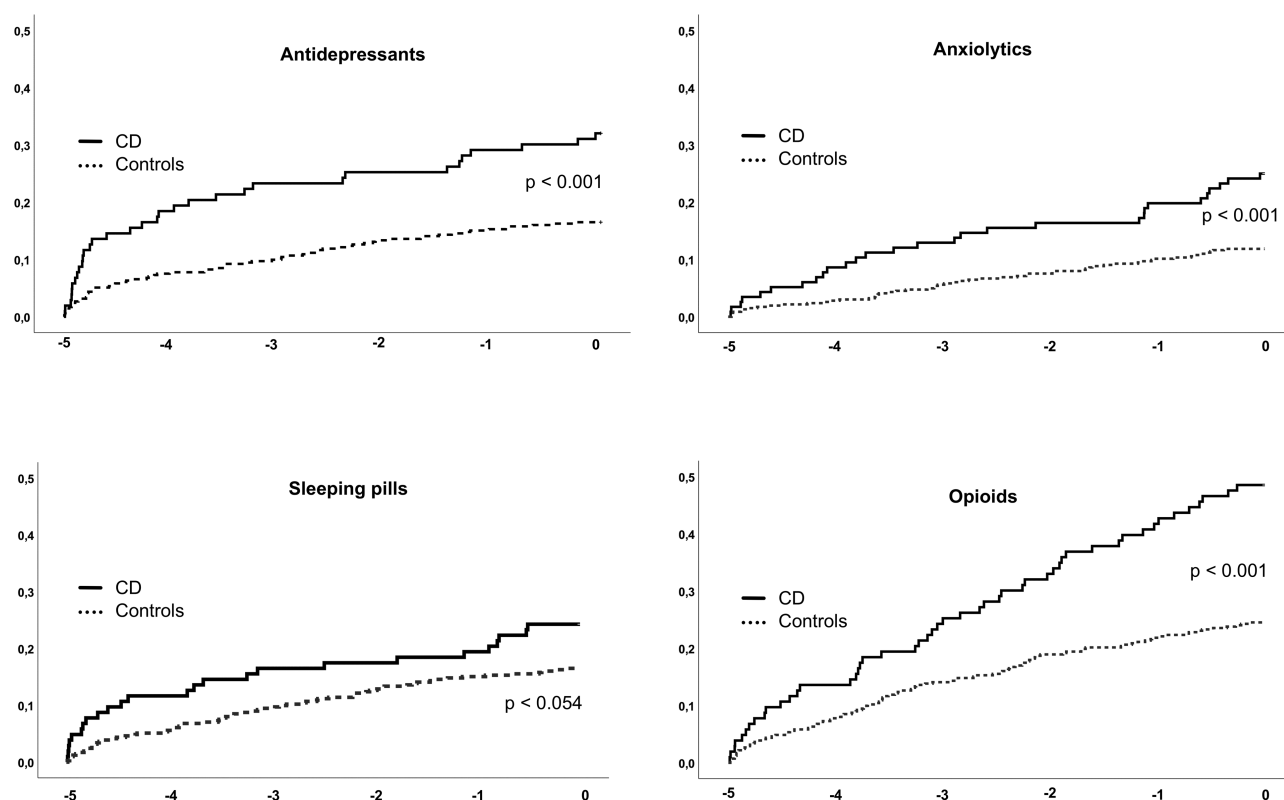 Antidepressants
0,5
0,4
0,3
0,2
0,1
0,0
CD
Controls
p < 0.001
-5 -4 -3 -2 -1 0
Anxiolytics
0,5
0,4
0,3
0,2
0,1
0,0
CD
Controls
p < 0.001
-5 -4 -3 -2 -1 0
Sleeping pills
0,5
0,4
0,3
0,2
0,1
0,0
CD
Controls
p < 0.054
-5 -4 -3 -2 -1 0
Opioids
0,5
0,4
0,3
0,2
0,1
0,0
CD
Controls
p < 0.001
-5 -4 -3 -2 -1 0